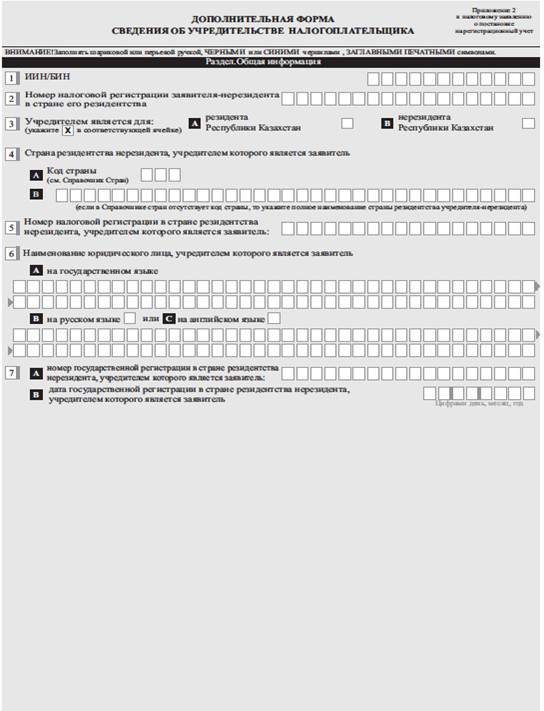 Приложение 2
к налоговому заявлению
о постановке
на регистрационный учет
ДОПОЛНИТЕЛЬНАЯ ФОРМА
СВЕДЕНИЯ ОБ УЧРЕДИТЕЛЬСТВЕ НАЛОГОПЛАТЕЛЬЩИКА
ВНИМАНИЕ!Заполнять шариковой или перьевой ручкой, ЧЕРНЫМИ или СИНИМИ чернилами , ЗАГЛАВНЫМИ ПЕЧАТНЫМИ символами.
Раздел.Общая информация
1 ИИН/БИН
2 Номер налоговой регистрации заявителя-нерезидента
в стране его резидентства
3 Учредителем является для:
(укажите X в соответствующей ячейке)
A резидента
Республики Казахстан
B нерезидента
Республики Казахстан
4 Страна резидентства нерезидента, учредителем которого является заявитель
A Код страны
(см. Справочник Стран)
B
(если в Справочнике стран отсутствует код страны, то укажите полное наименование страны резидентства учредителя-нерезидента)
5 Номер налоговой регистрации в стране резидентства
нерезидента, учредителем которого является заявитель:
6 Наименование юридического лица, учредителем которого является заявитель
A на государственном языке
B на русском языке или C на английском языке
7 A номер государственной регистрации в стране резидентства
нерезидента, учредителем которого является заявитель:
B дата государственной регистрации в стране резидентства нерезидента,
учредителем которого является заявитель
Цифрами день, месяц, год